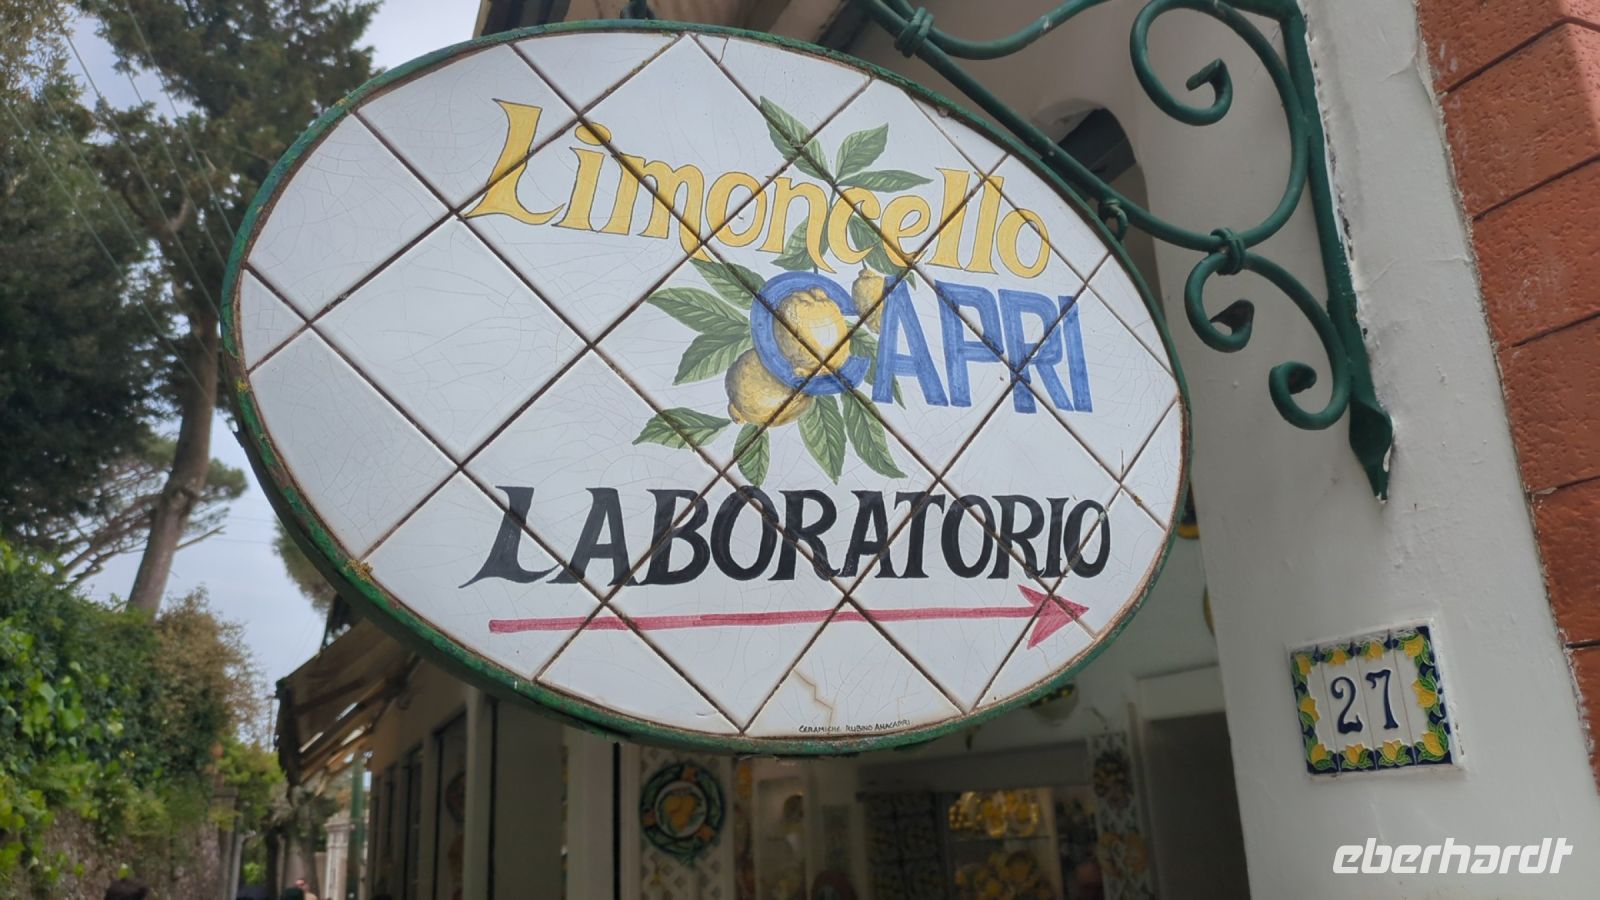 Limoncello
CAPRI
LABORATORIO
CERAMICHE RUBINO ANACAPRI
27
eberhardt